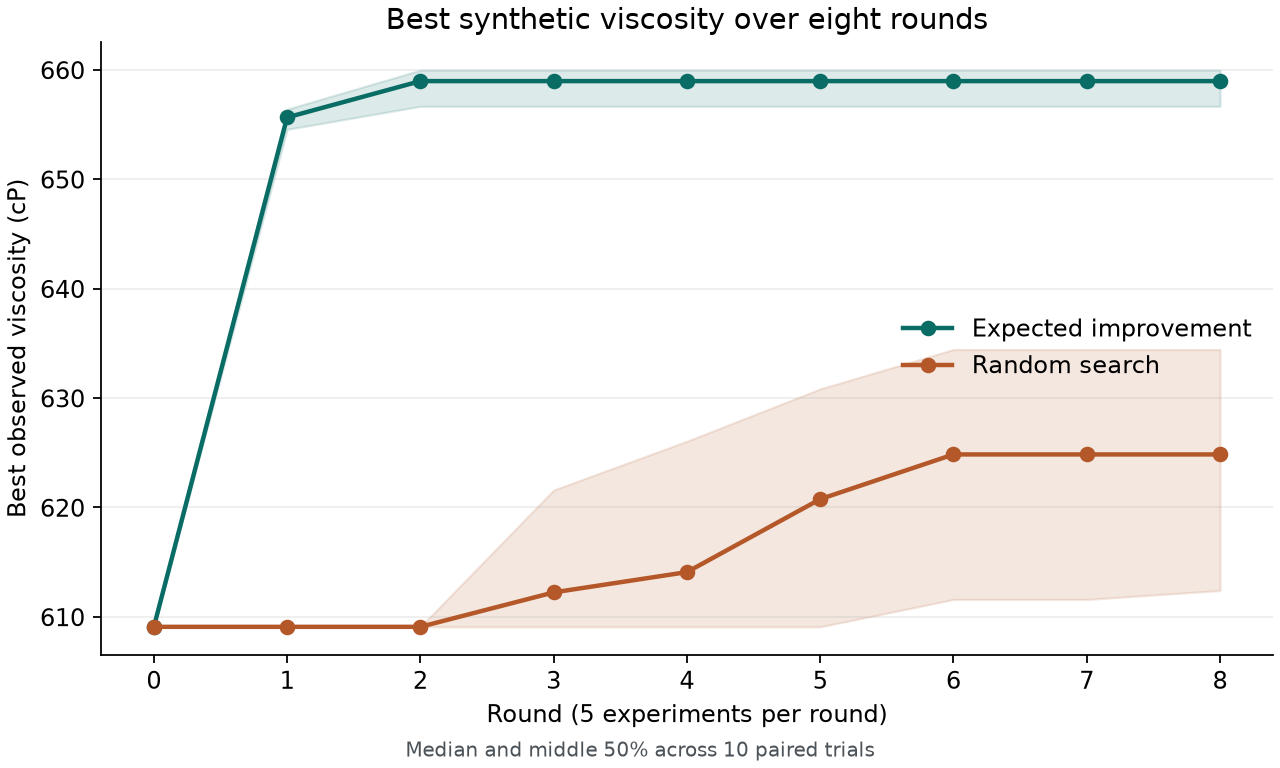 Best synthetic viscosity over eight rounds
660
650
640
630
620
610
Best observed viscosity (cP)
Expected improvement
Random search
0 1 2 3 4 5 6 7 8
Round (5 experiments per round)
Median and middle 50% across 10 paired trials